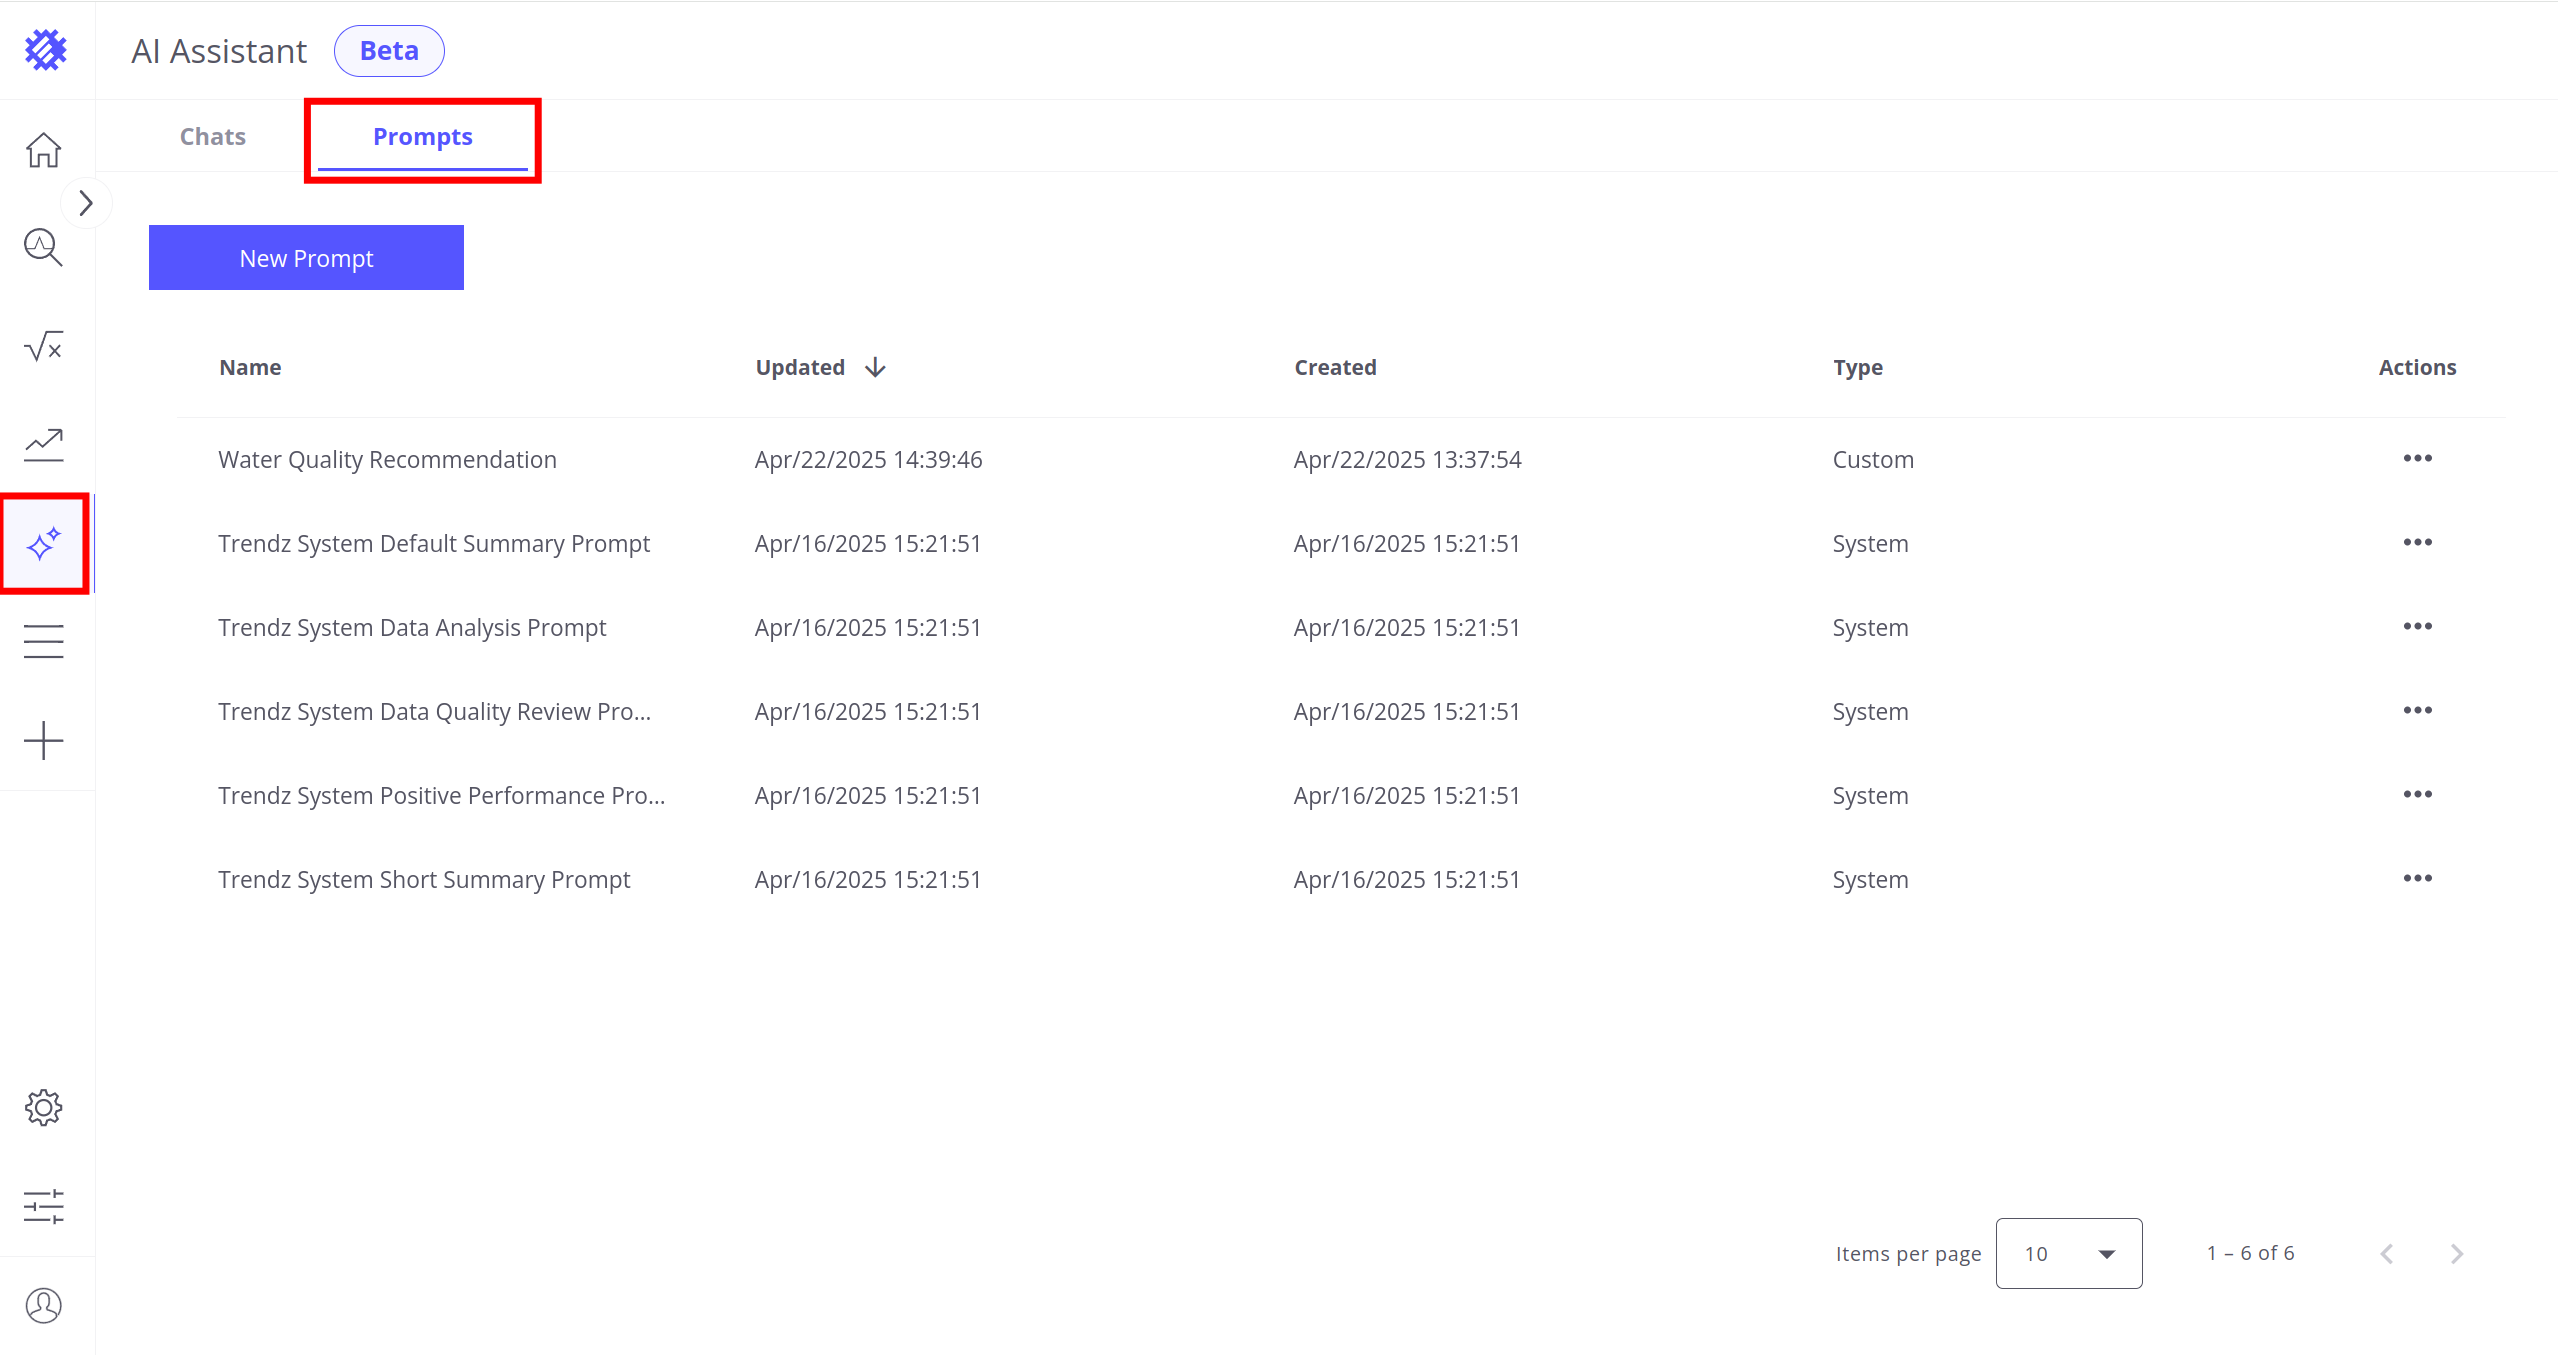 AI Assistant Beta
Chats Prompts
New Prompt
Name Updated Created Type Actions
Water Quality Recommendation Apr/22/2025 14:39:46 Apr/22/2025 13:37:54 Custom
Trendz System Default Summary Prompt Apr/16/2025 15:21:51 Apr/16/2025 15:21:51 System
Trendz System Data Analysis Prompt Apr/16/2025 15:21:51 Apr/16/2025 15:21:51 System
Trendz System Data Quality Review Pro... Apr/16/2025 15:21:51 Apr/16/2025 15:21:51 System
Trendz System Positive Performance Pro... Apr/16/2025 15:21:51 Apr/16/2025 15:21:51 System
Trendz System Short Summary Prompt Apr/16/2025 15:21:51 Apr/16/2025 15:21:51 System
Items per page 10 1 – 6 of 6